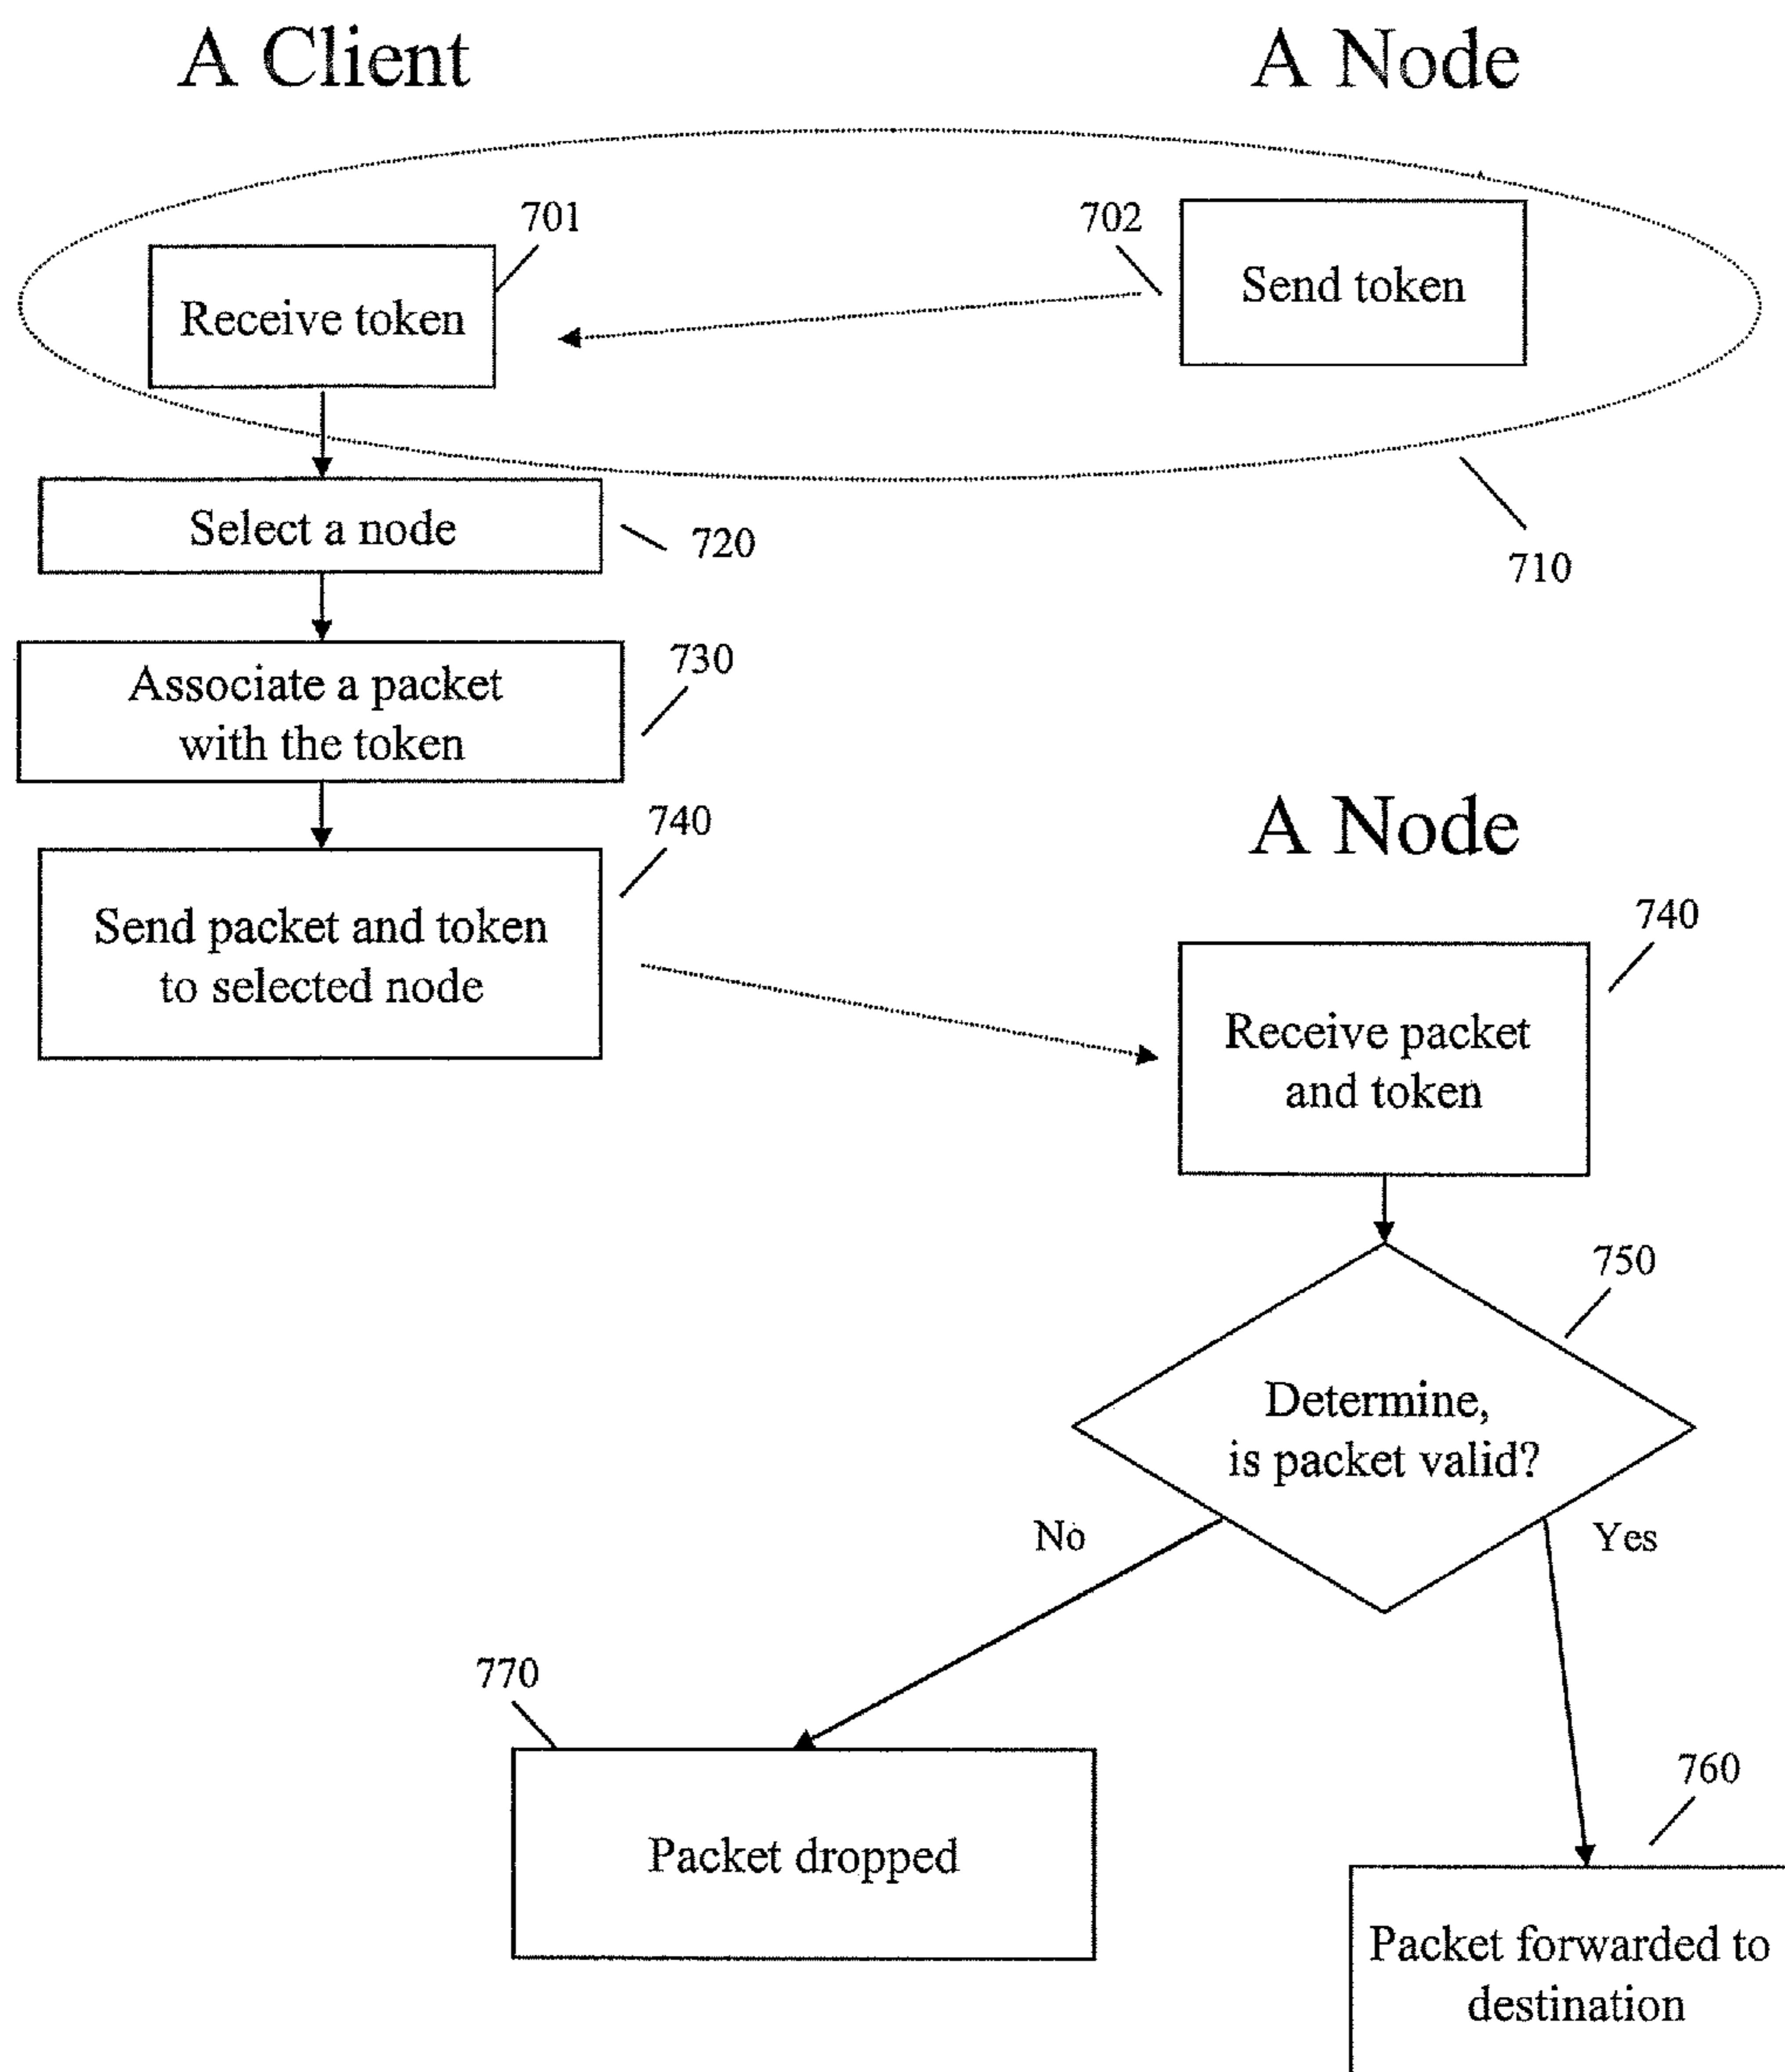 A Client
A Node
701
702
Receive token
Send token
Select a node
720
710
Associate a packet
with the token
730
740
A Node
Send packet and token
to selected node
740
Receive packet
and token
750
Determine,
is packet valid?
No
Yes
770
760
Packet dropped
Packet forwarded to
destination